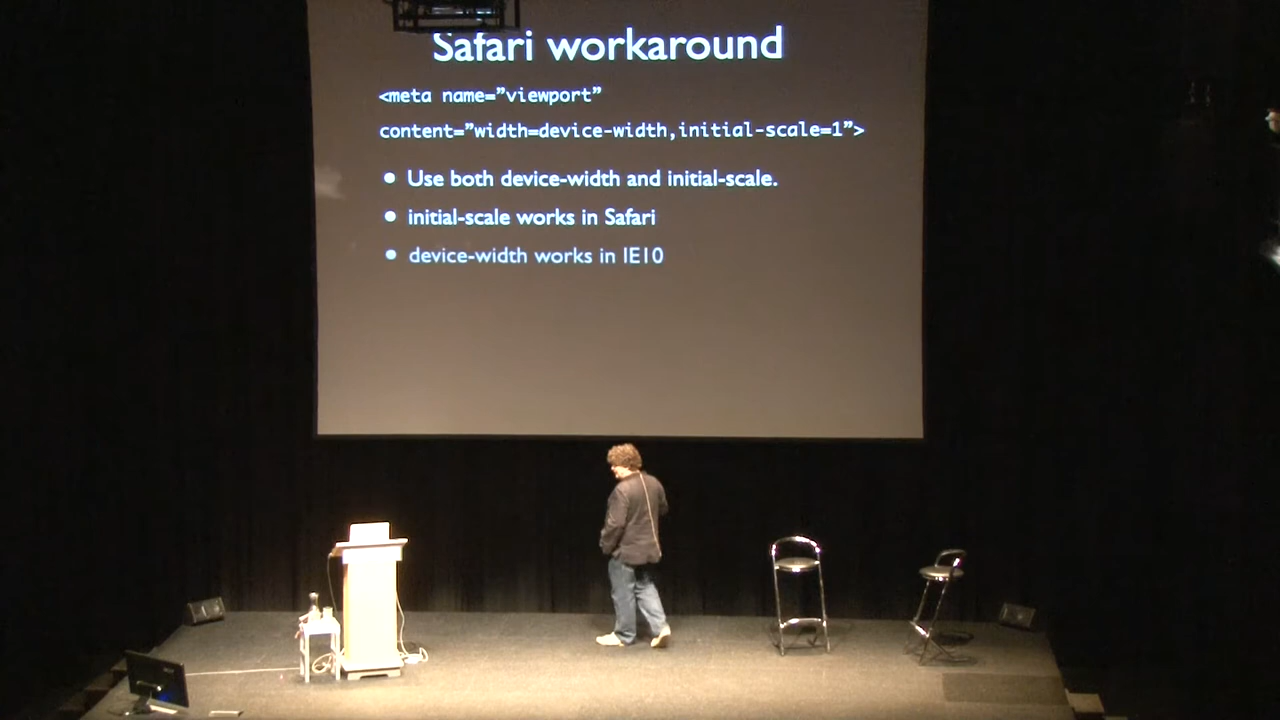 Safari workaround
<meta name=”viewport”
content=”width=device-width,initial-scale=1”>
• Use both device-width and initial-scale.
• initial-scale works in Safari
• device-width works in IE10